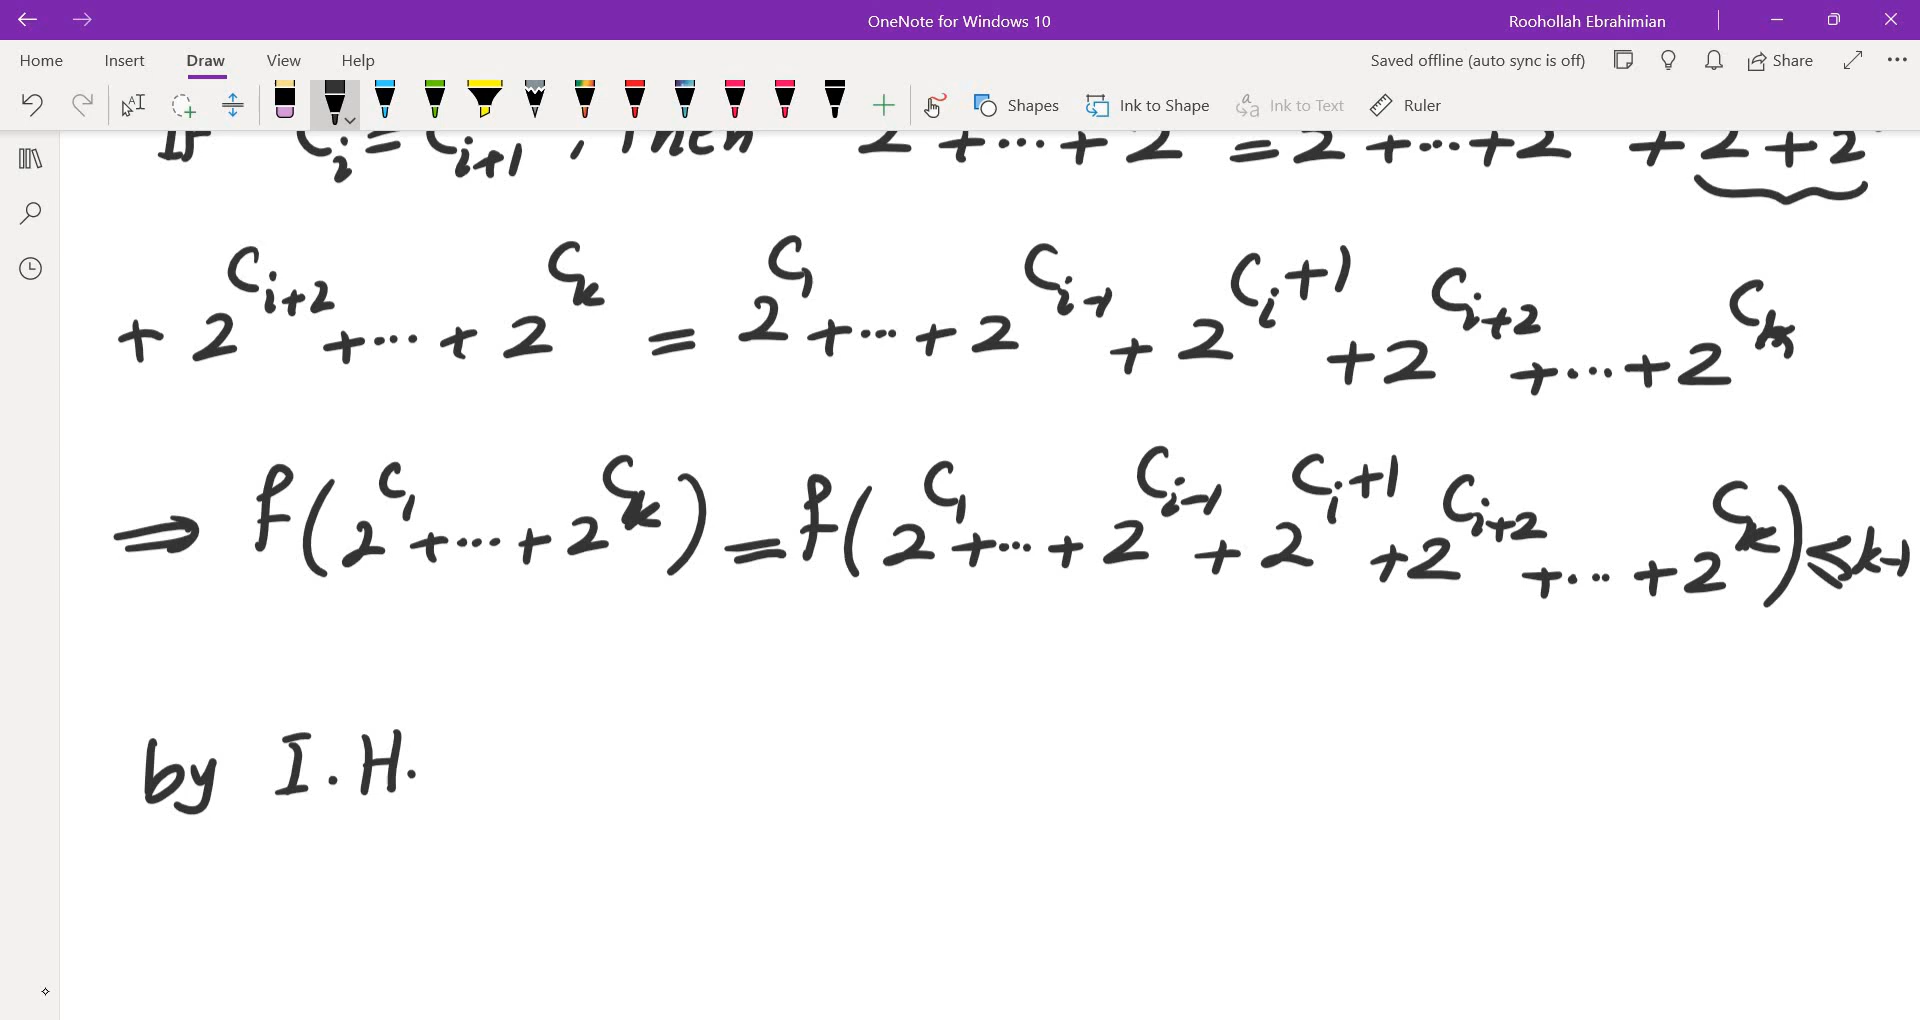 OneNote for Windows 10 Roohollah Ebrahimian
Home Insert Draw View Help Saved offline (auto sync is off) Share
Shapes Ink to Shape Ink to Text Ruler
If C_i = C_{i+1}, Then 2 + ... + 2 = 2 + ... + 2 + 2 + 2
+ 2^{C_{i+2}} + ... + 2^{C_k} = 2^{C_1} + ... + 2^{C_{i-1}} + 2^{C_i + 1} + 2^{C_{i+2}} + ... + 2^{C_k}
⇒ f(2^{C_1} + ... + 2^{C_k}) = f(2^{C_1} + ... + 2^{C_{i-1}} + 2^{C_i + 1} + 2^{C_{i+2}} + ... + 2^{C_k}) ≤ k-1
by I.H.